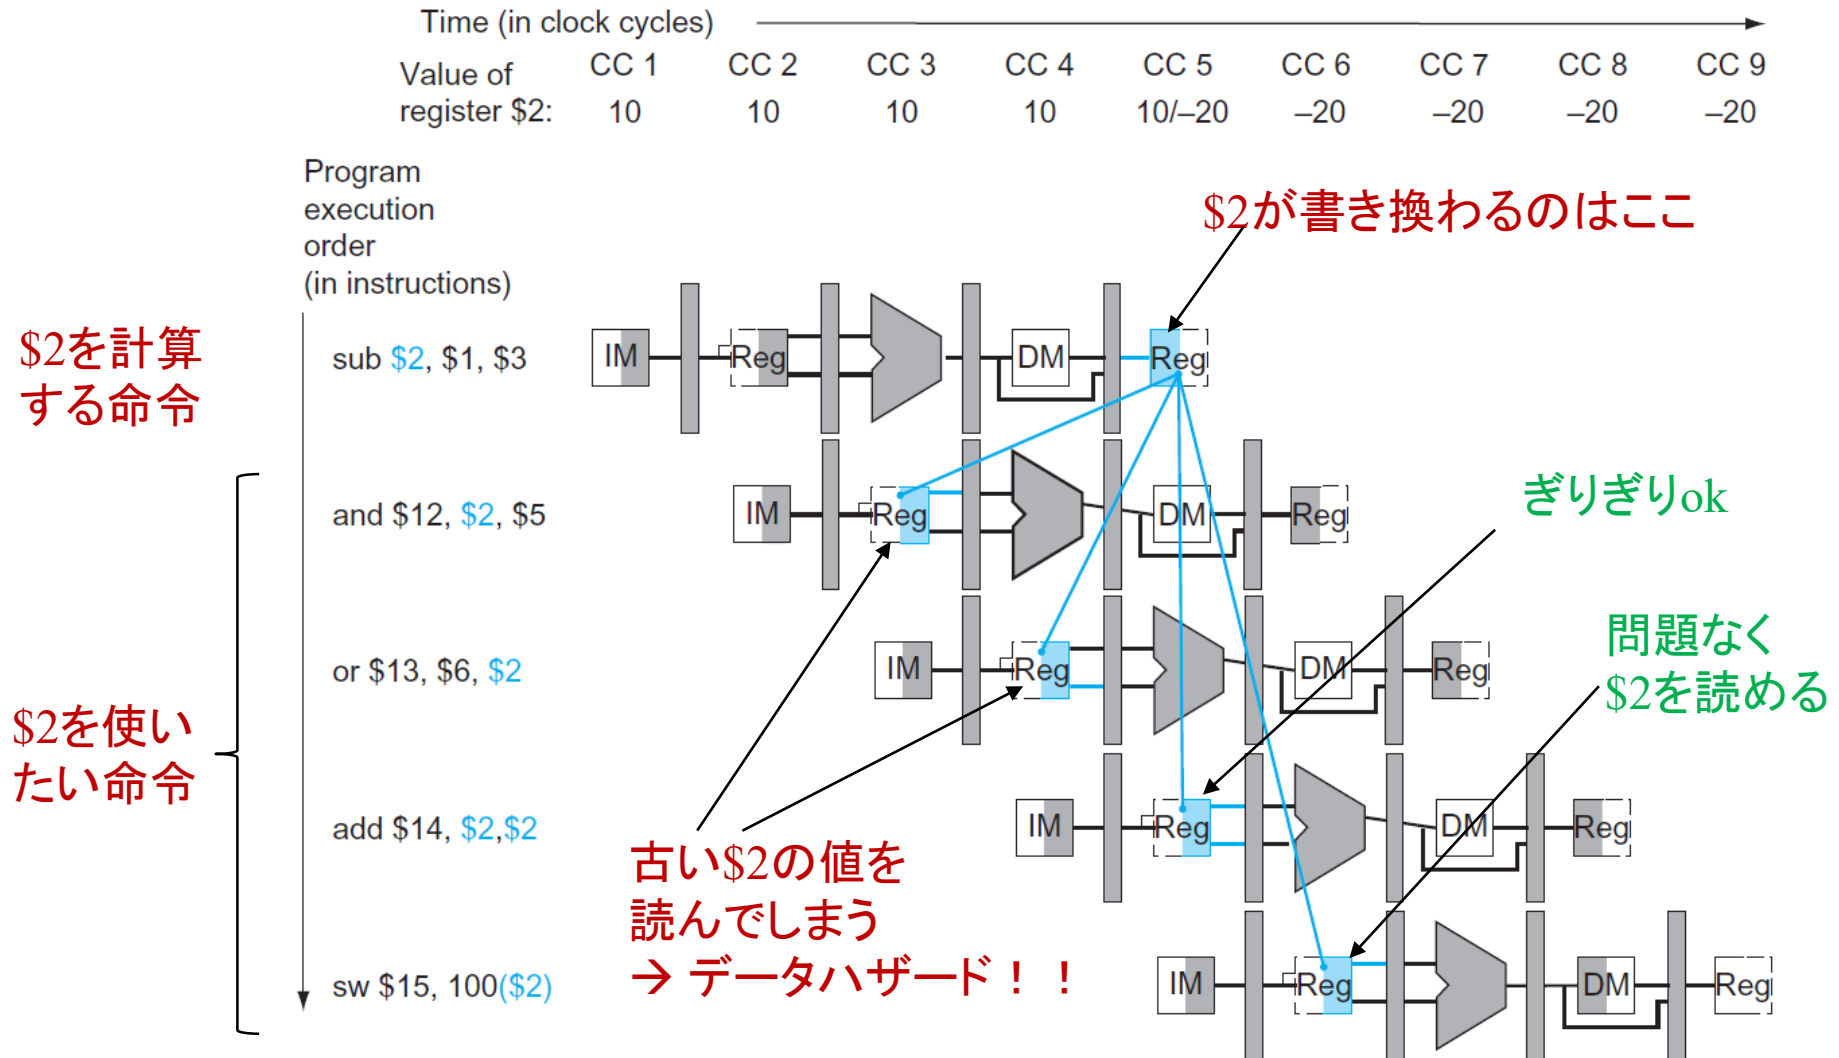 Time (in clock cycles)
Value of register $2:
CC 1 CC 2 CC 3 CC 4 CC 5 CC 6 CC 7 CC 8 CC 9
10 10 10 10 10/–20 –20 –20 –20 –20
Program
execution
order
(in instructions)
$2が書き換わるのはここ
$2を計算
する命令
sub $2, $1, $3
IM Reg DM Reg
and $12, $2, $5
IM Reg DM Reg
ぎりぎりok
or $13, $6, $2
IM Reg DM Reg
問題なく
$2を読める
$2を使い
たい命令
add $14, $2,$2
IM Reg DM Reg
古い$2の値を
読んでしまう
→ データハザード！！
sw $15, 100($2)
IM Reg DM Reg